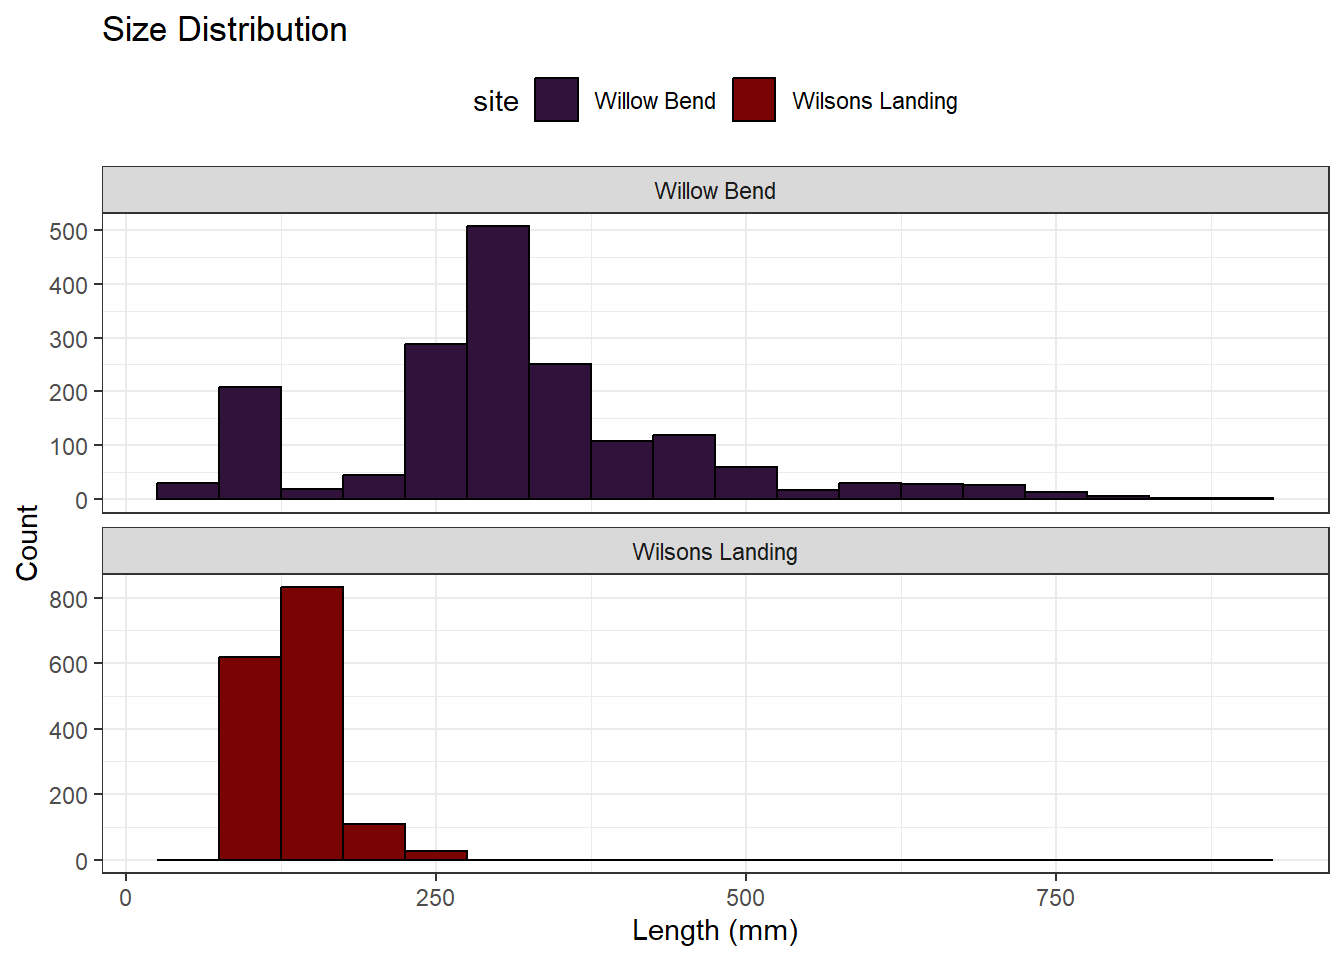 Size Distribution
site Willow Bend Wilsons Landing
Willow Bend
500
400
300
200
100
0
Count
Wilsons Landing
800
600
400
200
0
0 250 500 750
Length (mm)